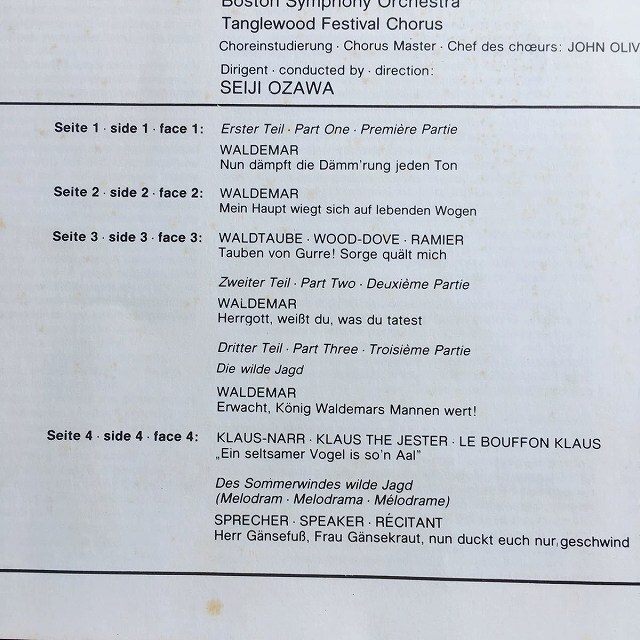 Boston Symphony Orchestra
Tanglewood Festival Chorus
Choreinstudierung · Chorus Master · Chef des chœurs: JOHN OLIV
Dirigent · conducted by · direction:
SEIJI OZAWA
Seite 1 · side 1 · face 1: Erster Teil · Part One · Première Partie
WALDEMAR
Nun dämpft die Dämm'rung jeden Ton
Seite 2 · side 2 · face 2: WALDEMAR
Mein Haupt wiegt sich auf lebenden Wogen
Seite 3 · side 3 · face 3: WALDTAUBE · WOOD-DOVE · RAMIER
Tauben von Gurre! Sorge quält mich
Zweiter Teil · Part Two · Deuxième Partie
WALDEMAR
Herrgott, weißt du, was du tatest
Dritter Teil · Part Three · Troisième Partie
Die wilde Jagd
WALDEMAR
Erwacht, König Waldemars Mannen wert!
Seite 4 · side 4 · face 4: KLAUS-NARR · KLAUS THE JESTER · LE BOUFFON KLAUS
„Ein seltsamer Vogel is so'n Aal"
Des Sommerwindes wilde Jagd
(Melodram · Melodrama · Mélodrame)
SPRECHER · SPEAKER · RÉCITANT
Herr Gänsefuß, Frau Gänsekraut, nun duckt euch nur geschwind